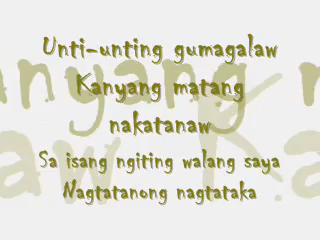 Unti-unting gumagalaw
Kanyang matang
nakatanaw
Sa isang ngiting walang saya
Nagtatanong nagtataka